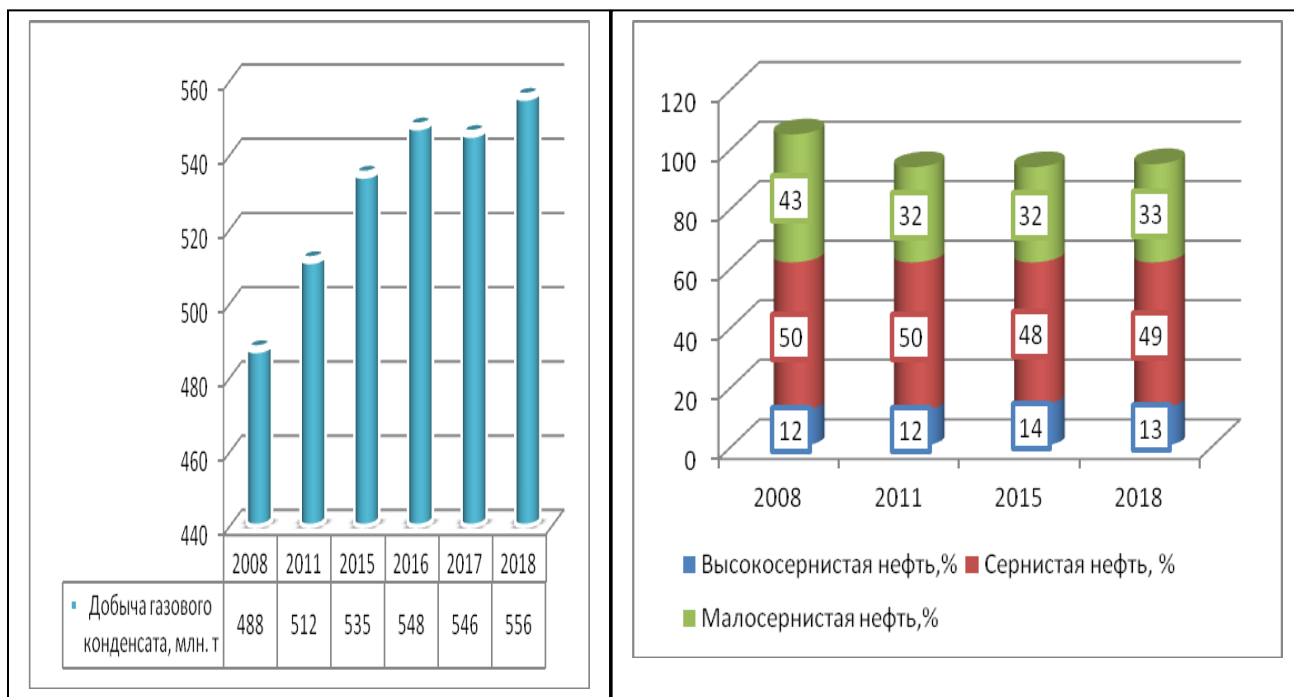 560
540
520
500
480
460
440
2008 2011 2015 2016 2017 2018
Добыча газового
конденсата, млн. т
488 512 535 548 546 556
120
100
80
60
40
20
0
43 32 32 33
50 50 48 49
12 12 14 13
2008 2011 2015 2018
Высокосернистая нефть,% Сернистая нефть, %
Малосернистая нефть,%